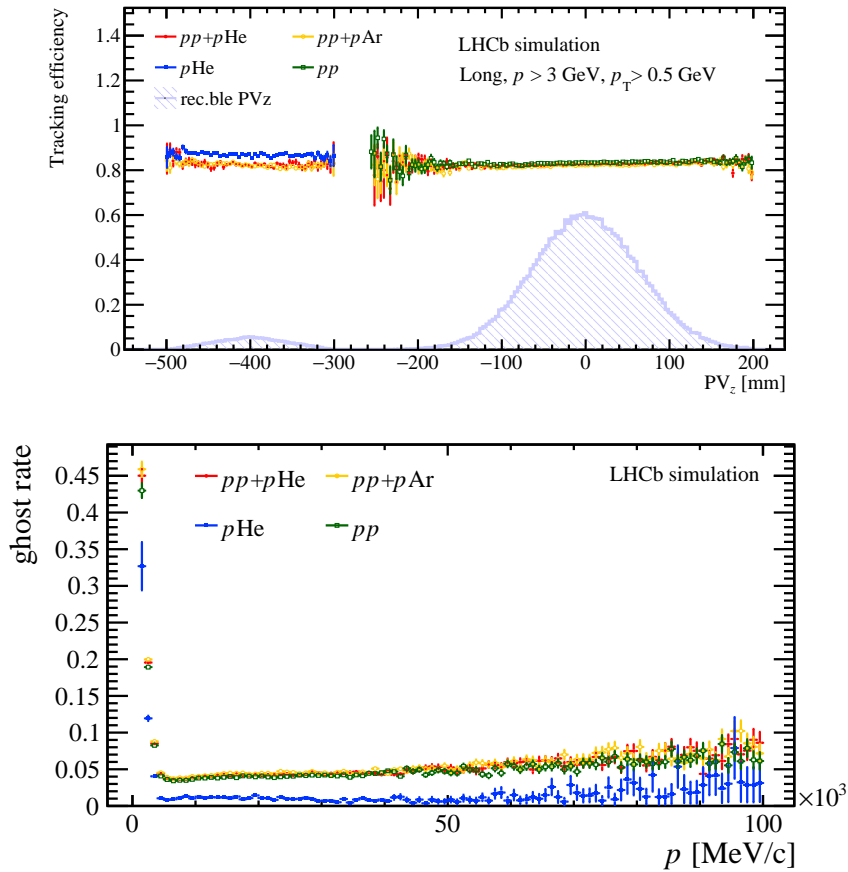 Tracking efficiency
1.4
1.2
1
0.8
0.6
0.4
0.2
0
pp+pHe
pp+pAr
pHe
pp
rec.ble PVz
LHCb simulation
Long, p > 3 GeV, p_T > 0.5 GeV
−500 −400 −300 −200 −100 0 100 200
PV_z [mm]
ghost rate
0.45
0.4
0.35
0.3
0.25
0.2
0.15
0.1
0.05
0
pp+pHe
pp+pAr
pHe
pp
LHCb simulation
0 50 100
×10³
p [MeV/c]